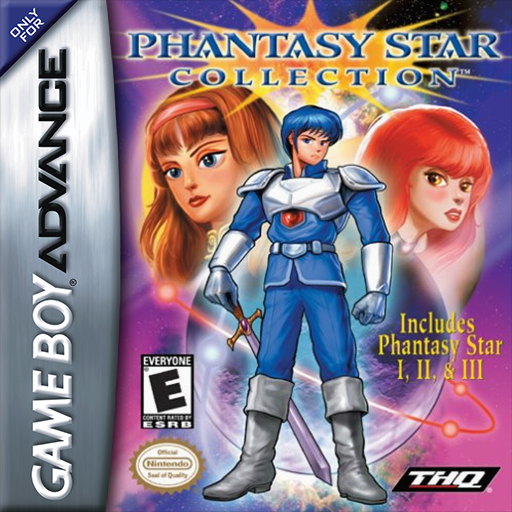 ONLY
FOR
GAME BOY ADVANCE
PHANTASY STAR
COLLECTION™
Includes
Phantasy Star
I, II, & III
EVERYONE
E
CONTENT RATED BY
ESRB
Official
Nintendo
Seal of Quality
THQ